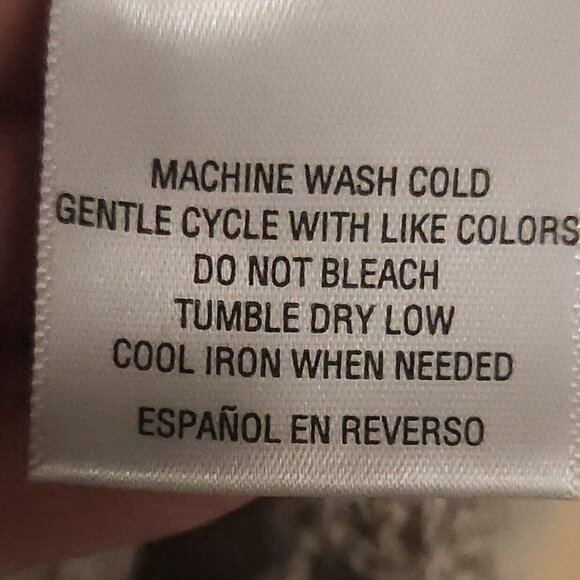 MACHINE WASH COLD
GENTLE CYCLE WITH LIKE COLORS
DO NOT BLEACH
TUMBLE DRY LOW
COOL IRON WHEN NEEDED
ESPAÑOL EN REVERSO